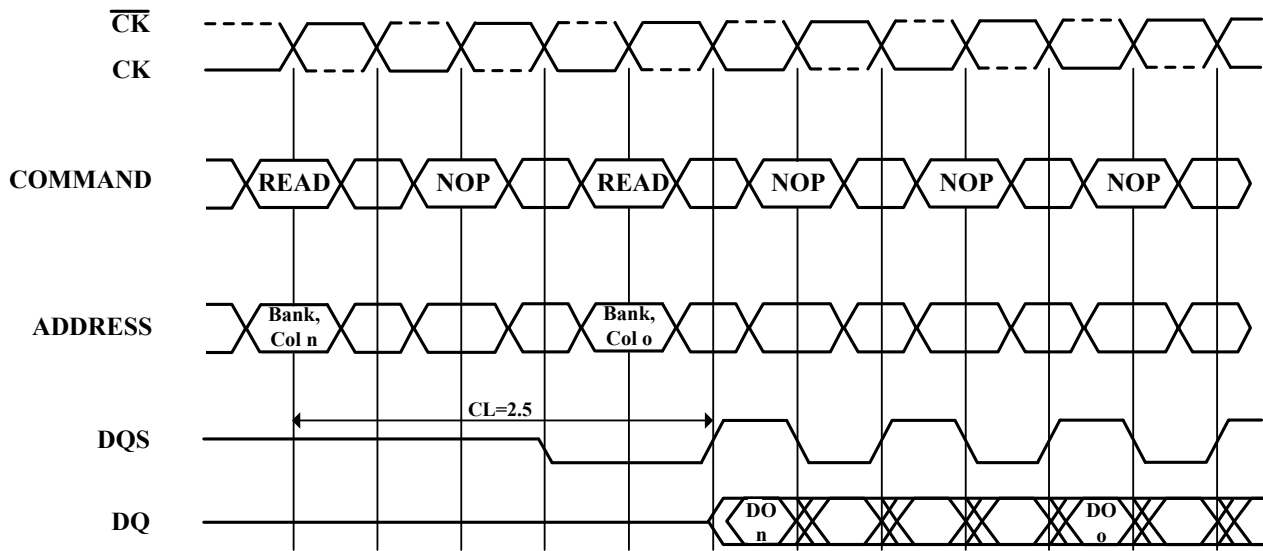 CK
CK
COMMAND READ NOP READ NOP NOP NOP
ADDRESS Bank, Col n Bank, Col o
CL=2.5
DQS
DQ DO n DO o